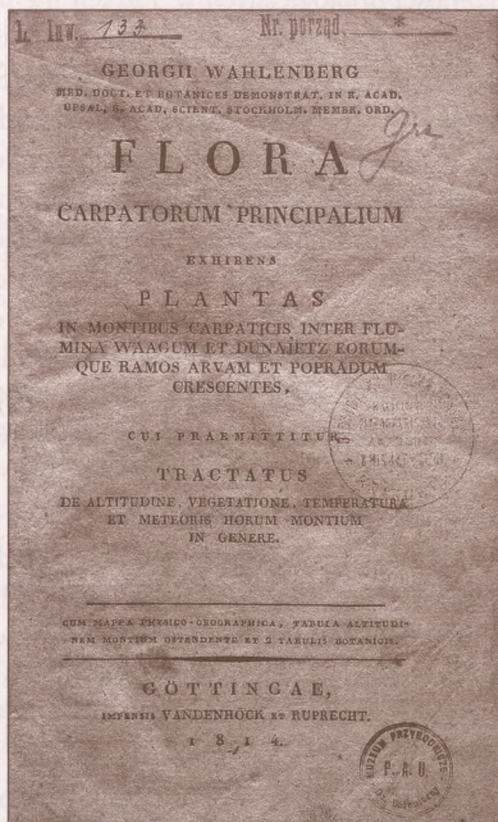 L. Inw. 133 Nr. porząd. *
GEORGII WAHLENBERG
MED. DOCT. ET BOTANICES DEMONSTRAT. IN R. ACAD.
UPSAL, R. ACAD, SCIENT. STOCKHOLM. MEMBR. ORD.
FLORA
CARPATORUM PRINCIPALIUM
EXHIBENS
PLANTAS
IN MONTIBUS CARPATICIS INTER FLU-
MINA WAAGUM ET DUNAJETZ EORUM-
QUE RAMOS ARVAM ET POPRADUM
CRESCENTES,
CUI PRAEMITTITUR
TRACTATUS
DE ALTITUDINE, VEGETATIONE, TEMPERATURA
ET METEORIS HORUM MONTIUM
IN GENERE.
CUM MAPPA PHYSICO-GEOGRAPHICA, TABULA ALTITUDI-
NEM MONTIUM OSTENDENTE ET 2 TABULIS BOTANICIS.
GÖTTINGAE,
IMPENSIS VANDENHÖCK ET RUPRECHT.
1 8 1 4.
MUZEUM PRZYRODNICZE
P. A. U.